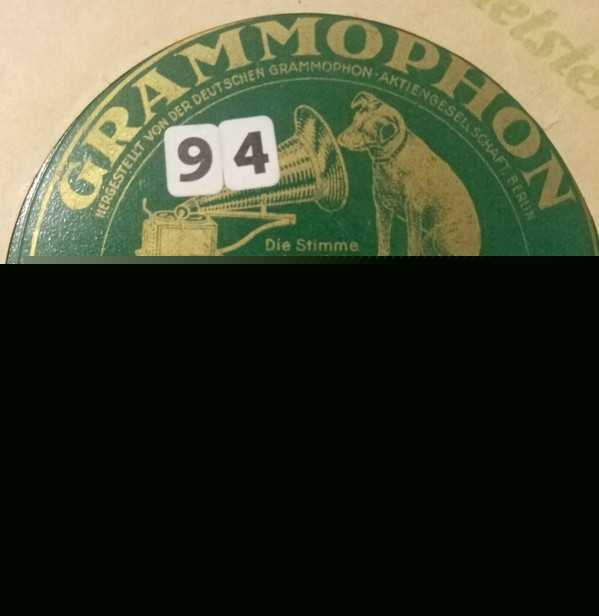 GRAMMOPHON
HERGESTELLT VON DER DEUTSCHEN GRAMMOPHON-AKTIENGESELLSCHAFT, BERLIN
94
Die Stimme